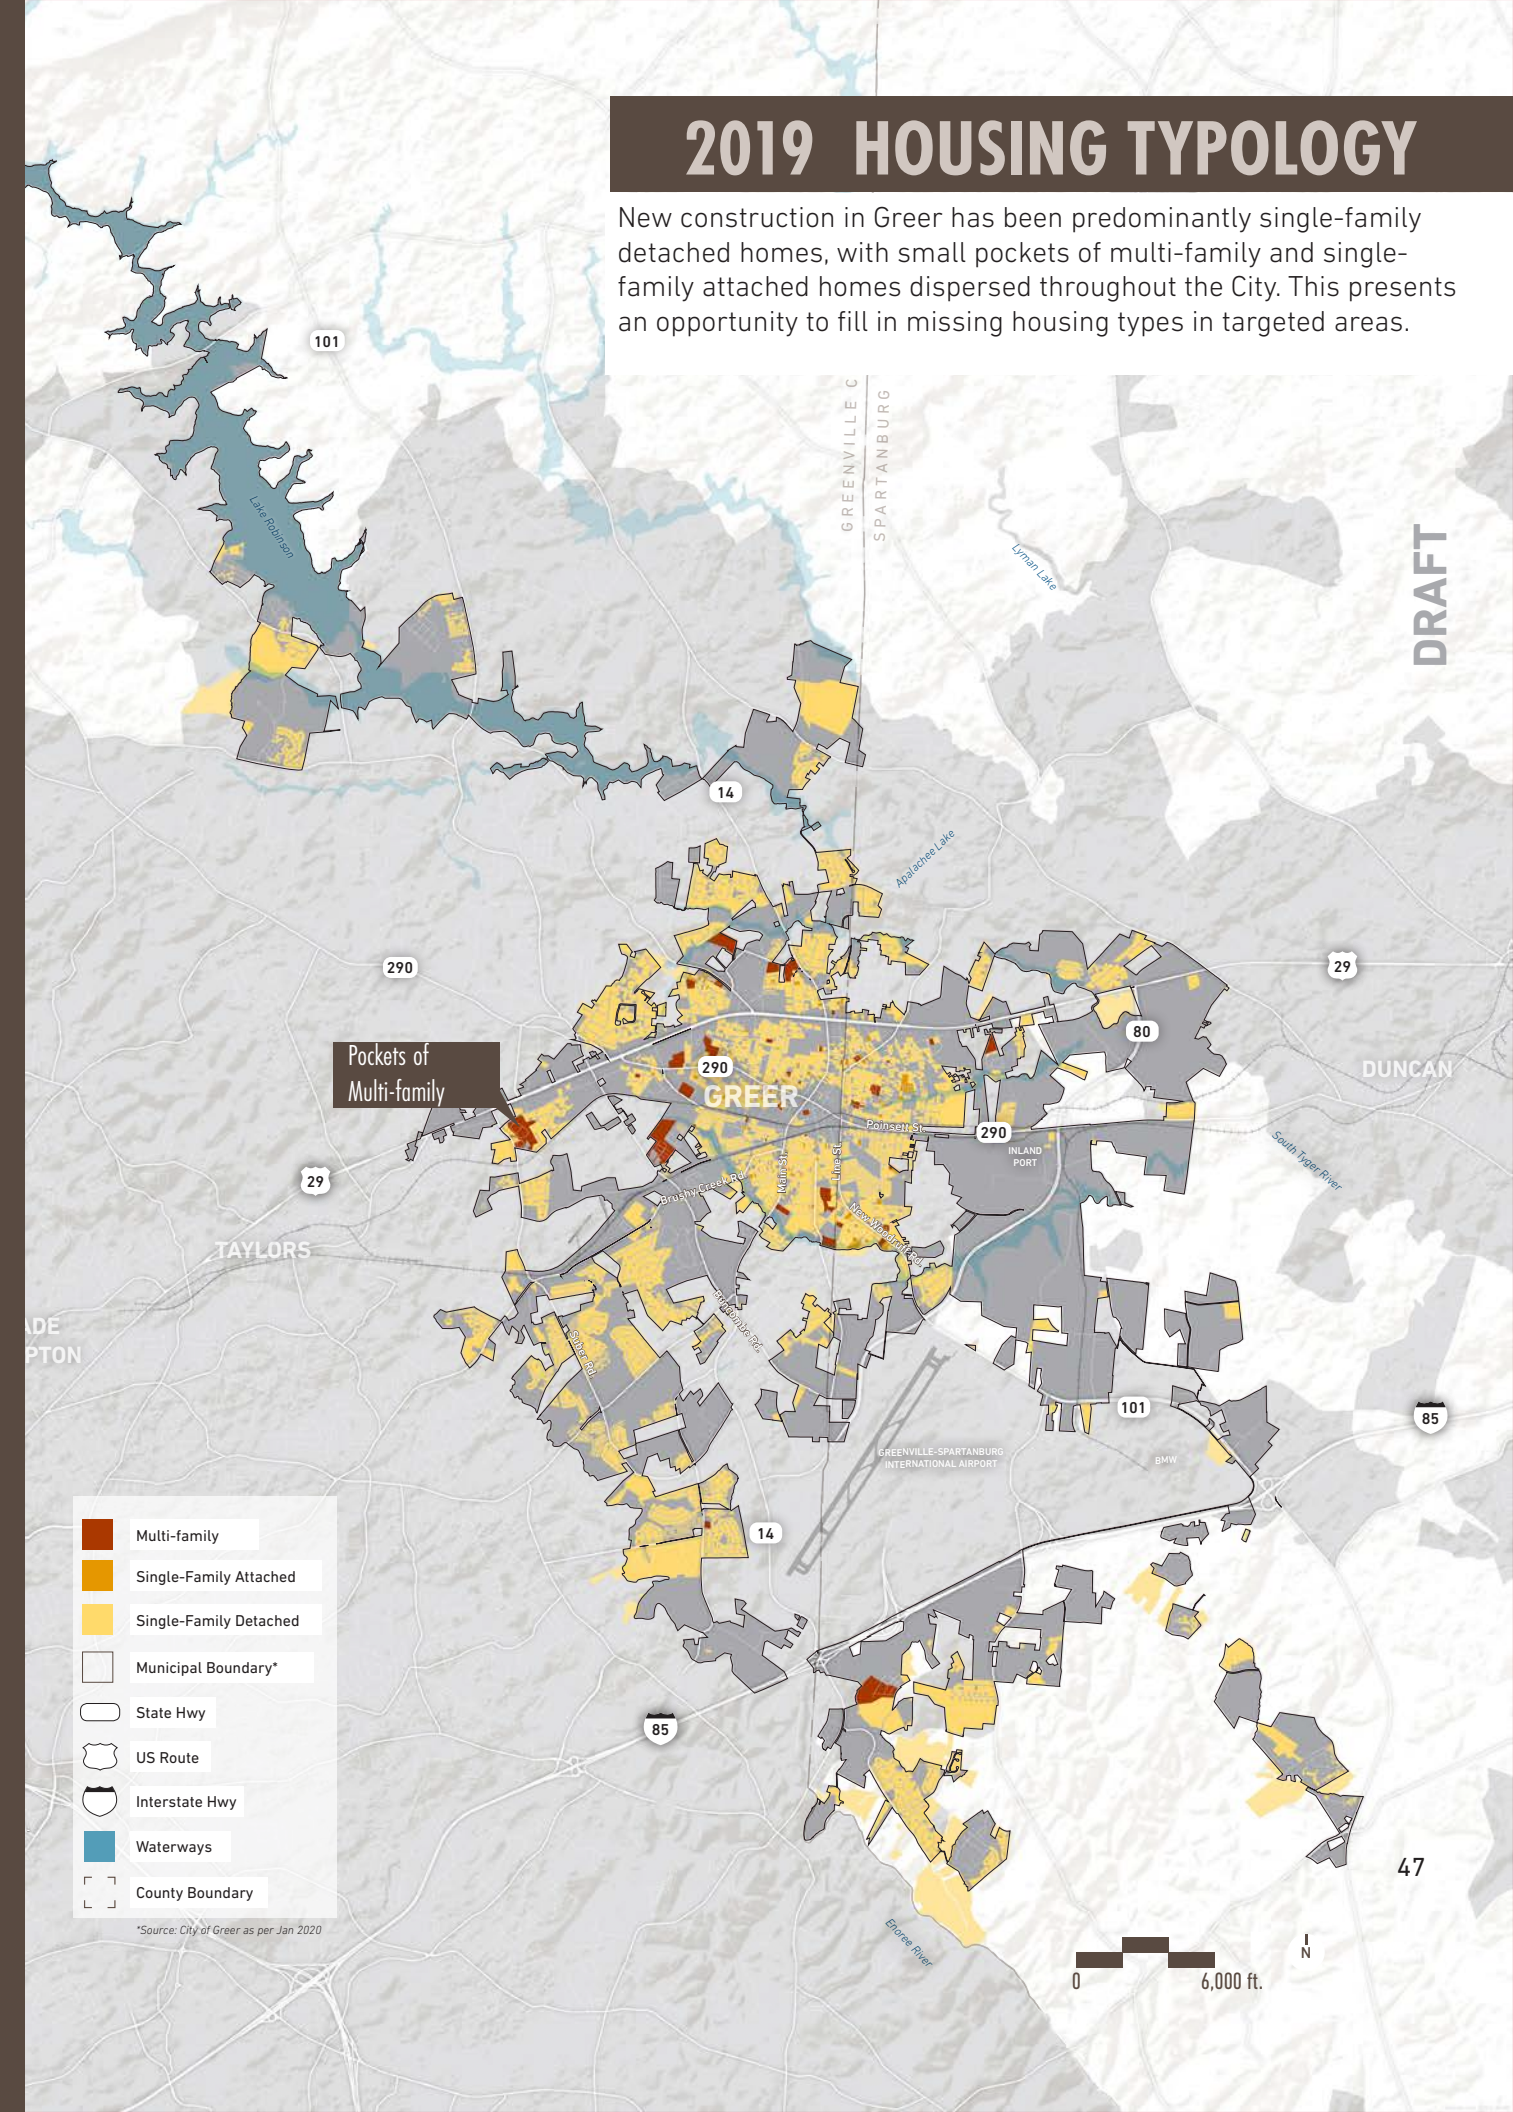 2019 HOUSING TYPOLOGY
New construction in Greer has been predominantly single-family
detached homes, with small pockets of multi-family and single-
family attached homes dispersed throughout the City. This presents
an opportunity to fill in missing housing types in targeted areas.
101
GREENVILLE C
SPARTANBURG
Lake Robinson
Lyman Lake
DRAFT
14
Apalachee Lake
290
29
80
Pockets of
Multi-family
290
GREER
DUNCAN
Poinsett St.
290
INLAND
PORT
South Tyger River
29
Main St.
Line St.
Brushy Creek Rd.
New Woodruff Rd.
TAYLORS
ADE
PTON
Suber Rd.
Buncombe Rd.
101
85
GREENVILLE-SPARTANBURG
INTERNATIONAL AIRPORT
BMW
14
Multi-family
Single-Family Attached
Single-Family Detached
Municipal Boundary*
State Hwy
US Route
Interstate Hwy
Waterways
County Boundary
*Source: City of Greer as per Jan 2020
85
47
Enoree River
N
0 6,000 ft.